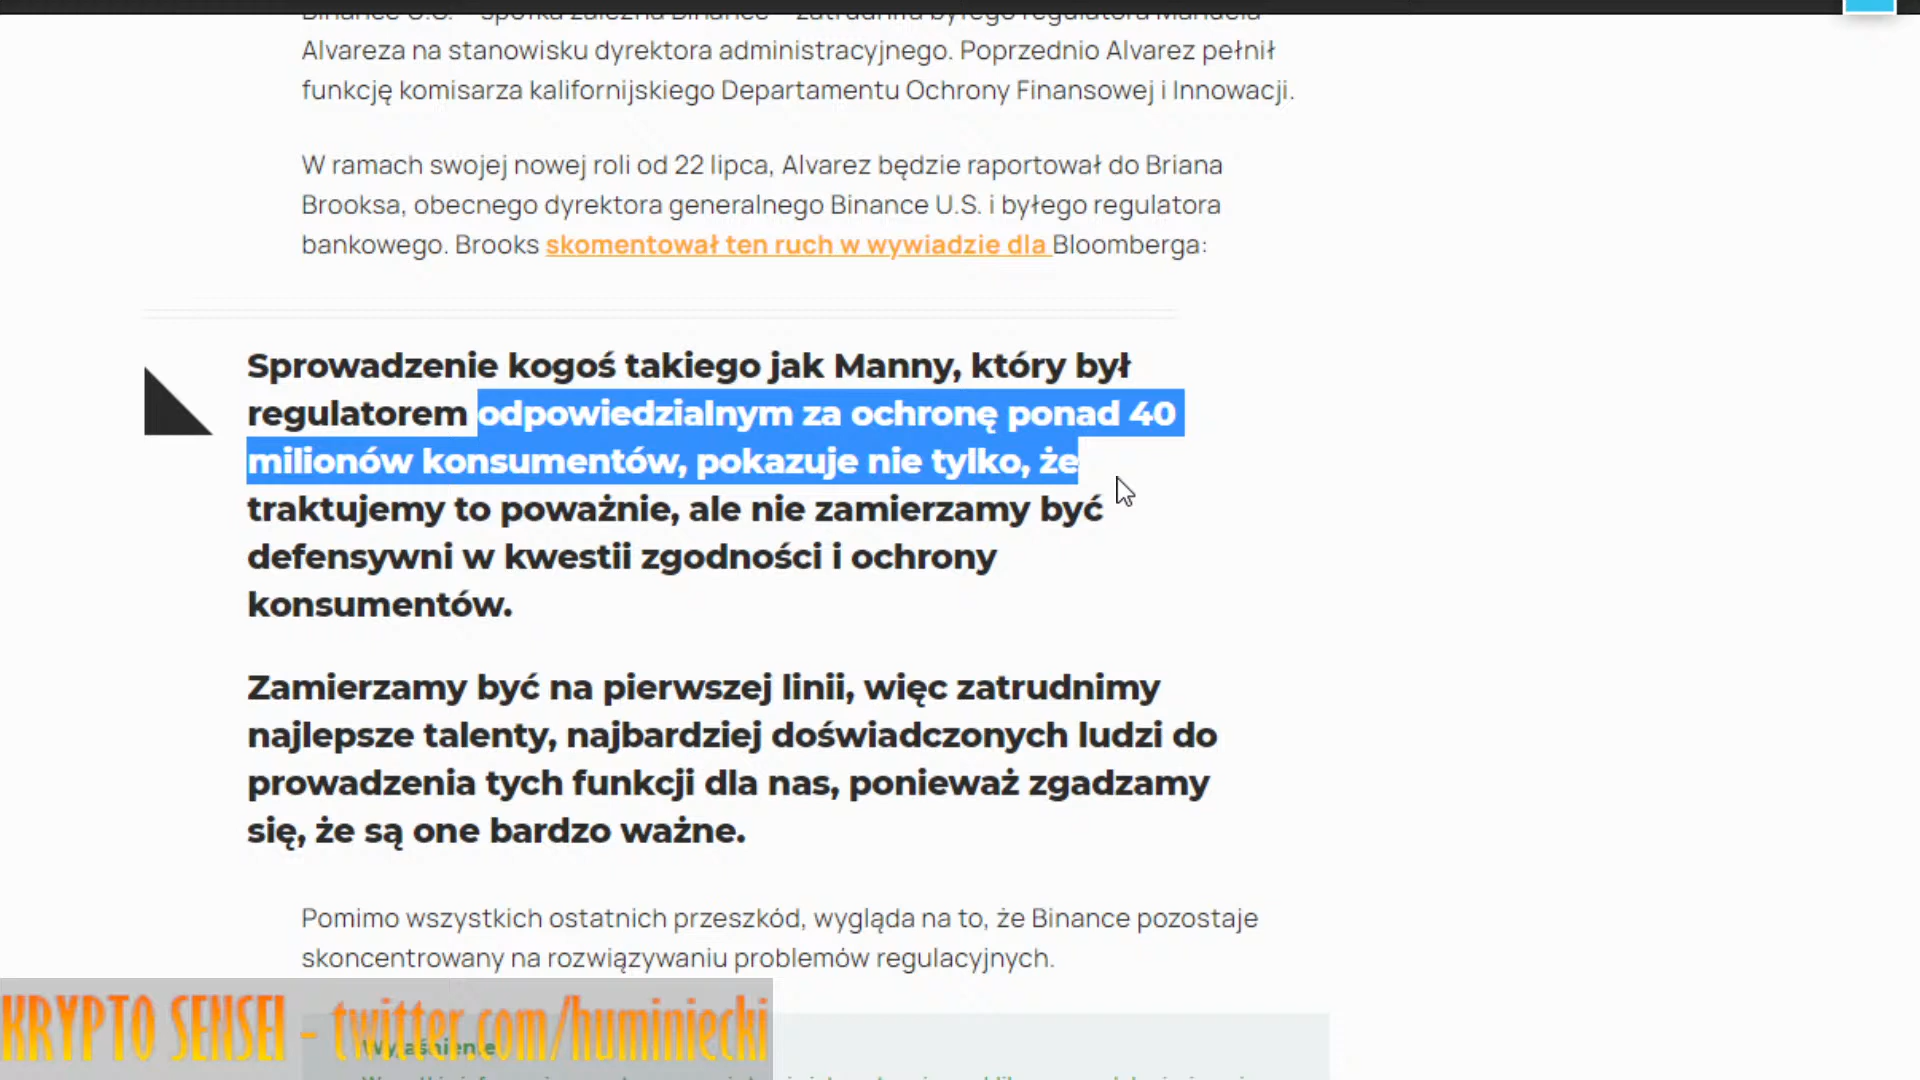 Binance U.S. – spółka zależna Binance – zatrudniła byłego regulatora Manuela
Alvareza na stanowisku dyrektora administracyjnego. Poprzednio Alvarez pełnił
funkcję komisarza kalifornijskiego Departamentu Ochrony Finansowej i Innowacji.
W ramach swojej nowej roli od 22 lipca, Alvarez będzie raportował do Briana
Brooksa, obecnego dyrektora generalnego Binance U.S. i byłego regulatora
bankowego. Brooks skomentował ten ruch w wywiadzie dla Bloomberga:
Sprowadzenie kogoś takiego jak Manny, który był
regulatorem odpowiedzialnym za ochronę ponad 40
milionów konsumentów, pokazuje nie tylko, że
traktujemy to poważnie, ale nie zamierzamy być
defensywni w kwestii zgodności i ochrony
konsumentów.
Zamierzamy być na pierwszej linii, więc zatrudnimy
najlepsze talenty, najbardziej doświadczonych ludzi do
prowadzenia tych funkcji dla nas, ponieważ zgadzamy
się, że są one bardzo ważne.
Pomimo wszystkich ostatnich przeszkód, wygląda na to, że Binance pozostaje
skoncentrowany na rozwiązywaniu problemów regulacyjnych.
KRYPTO SENSEI - twitter.com/huminiecki
Wyjaśnienie